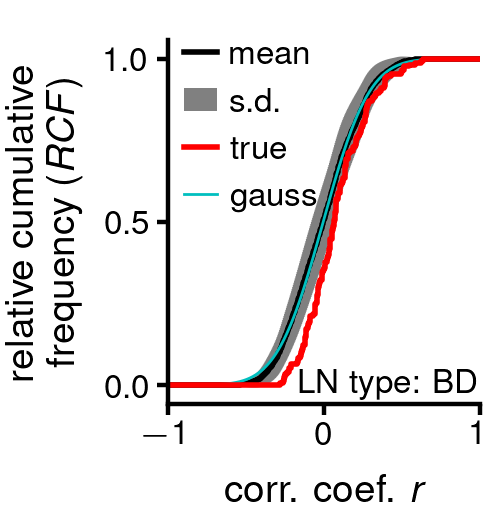 relative cumulative
frequency (RCF)
1.0
0.5
0.0
mean
s.d.
true
gauss
LN type: BD
−1
0
1
corr. coef. r